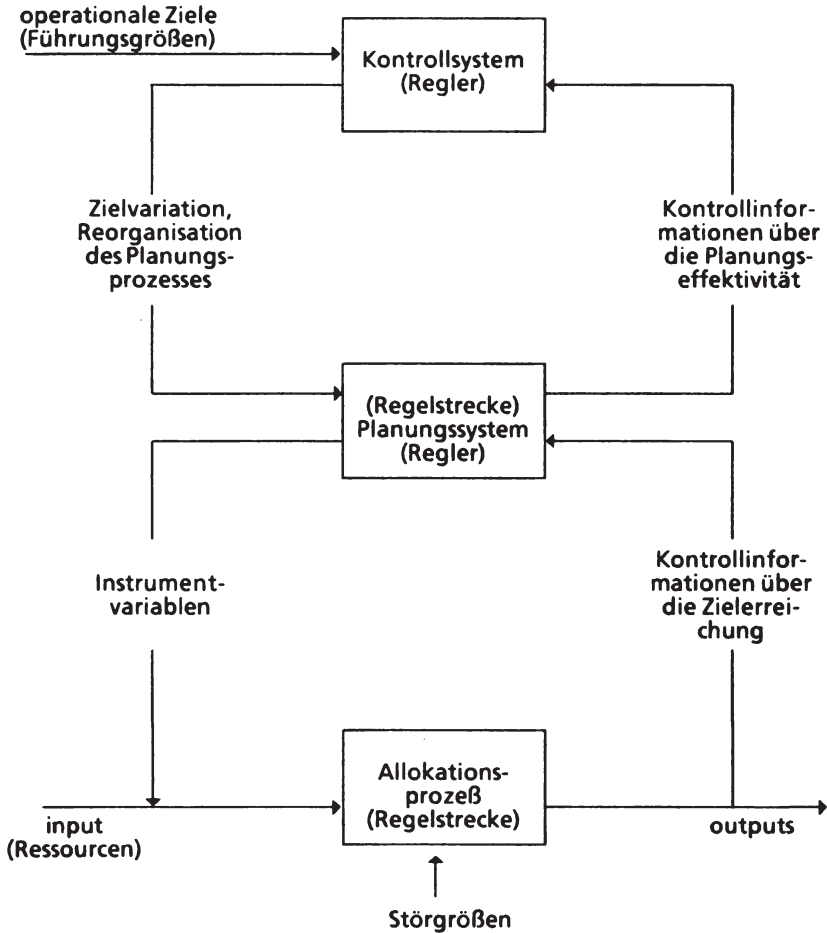 operationale Ziele
(Führungsgrößen)
Kontrollsystem
(Regler)
Zielvariation,
Reorganisation
des Planungs-
prozesses
Kontrollinfor-
mationen über
die Planungs-
effektivität
(Regelstrecke)
Planungssystem
(Regler)
Instrument-
variablen
Kontrollinfor-
mationen über
die Zielerrei-
chung
Allokations-
prozeß
(Regelstrecke)
input
(Ressourcen)
outputs
Störgrößen